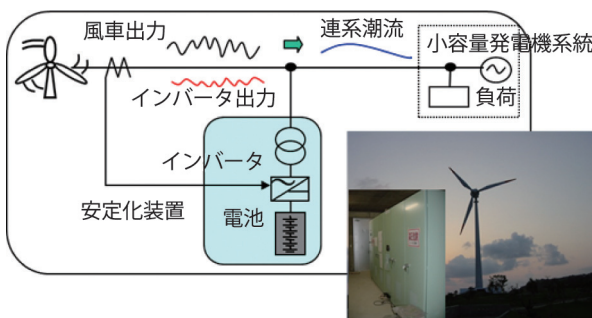 風車出力
連系潮流
小容量発電機系統
インバータ出力
負荷
インバータ
安定化装置
電池